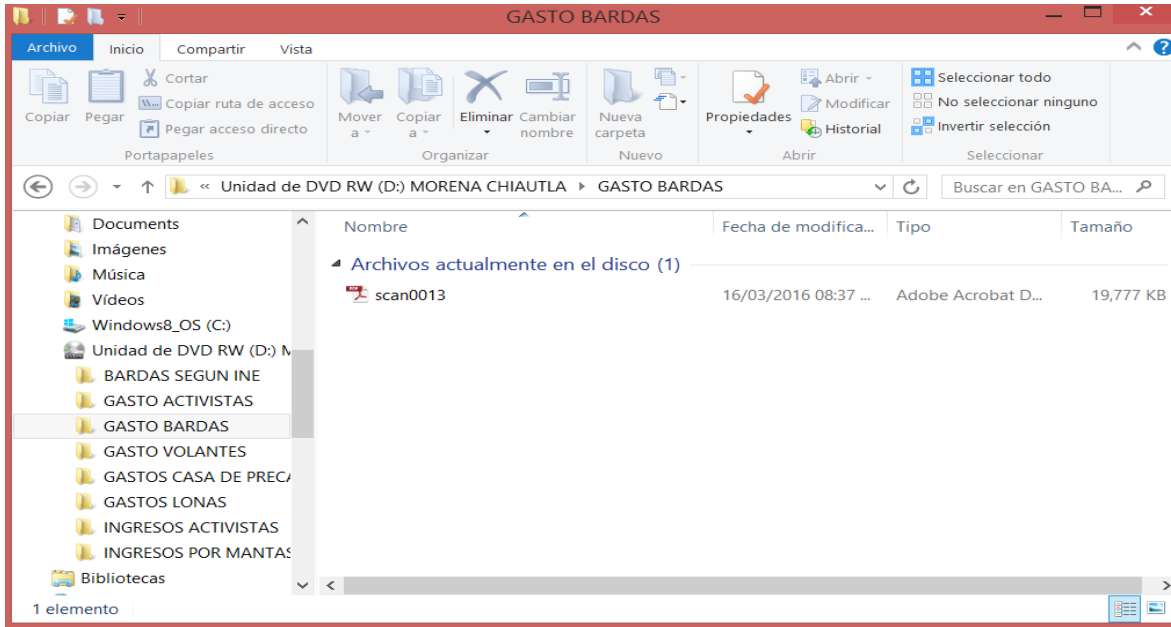 GASTO BARDAS
Archivo Inicio Compartir Vista
Copiar Pegar Cortar Copiar ruta de acceso Pegar acceso directo
Mover a Copiar a Eliminar Cambiar nombre
Nueva carpeta
Propiedades Abrir Modificar Historial
Seleccionar todo No seleccionar ninguno Invertir selección
Portapapeles Organizar Nuevo Abrir Seleccionar
« Unidad de DVD RW (D:) MORENA CHIAUTLA GASTO BARDAS Buscar en GASTO BA...
Documents
Imágenes
Música
Vídeos
Windows8_OS (C:)
Unidad de DVD RW (D:) M
BARDAS SEGUN INE
GASTO ACTIVISTAS
GASTO BARDAS
GASTO VOLANTES
GASTOS CASA DE PRECA
GASTOS LONAS
INGRESOS ACTIVISTAS
INGRESOS POR MANTAS
Bibliotecas
Nombre Fecha de modifica... Tipo Tamaño
Archivos actualmente en el disco (1)
scan0013 16/03/2016 08:37 ... Adobe Acrobat D... 19,777 KB
1 elemento